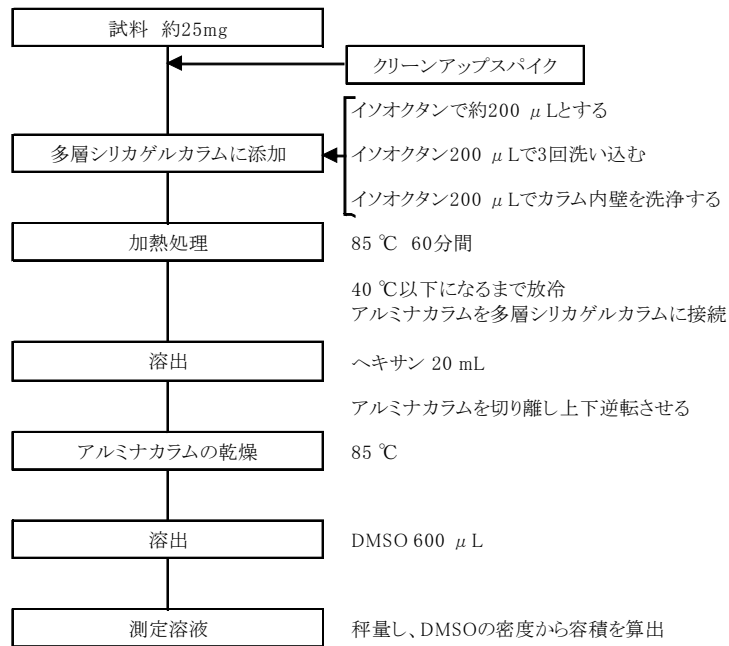 試料 約25mg
クリーンアップスパイク
イソオクタンで約200 μLとする
多層シリカゲルカラムに添加
イソオクタン200 μLで3回洗い込む
イソオクタン200 μLでカラム内壁を洗浄する
加熱処理
85 ℃ 60分間
40 ℃以下になるまで放冷
アルミナカラムを多層シリカゲルカラムに接続
溶出
ヘキサン 20 mL
アルミナカラムを切り離し上下逆転させる
アルミナカラムの乾燥
85 ℃
溶出
DMSO 600 μL
測定溶液
秤量し、DMSOの密度から容積を算出